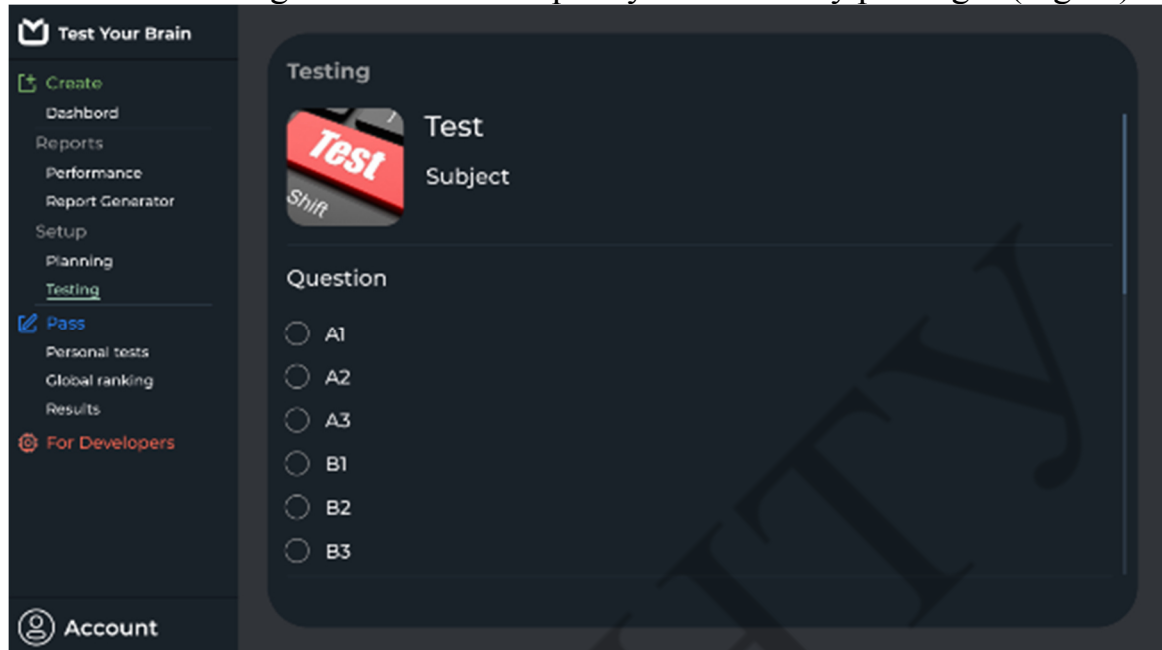 Test Your Brain
Create
Dashbord
Reports
Performance
Report Generator
Setup
Planning
Testing
Pass
Personal tests
Global ranking
Results
For Developers
Account
Testing
Test
Shift
Test
Subject
Question
A1
A2
A3
B1
B2
B3